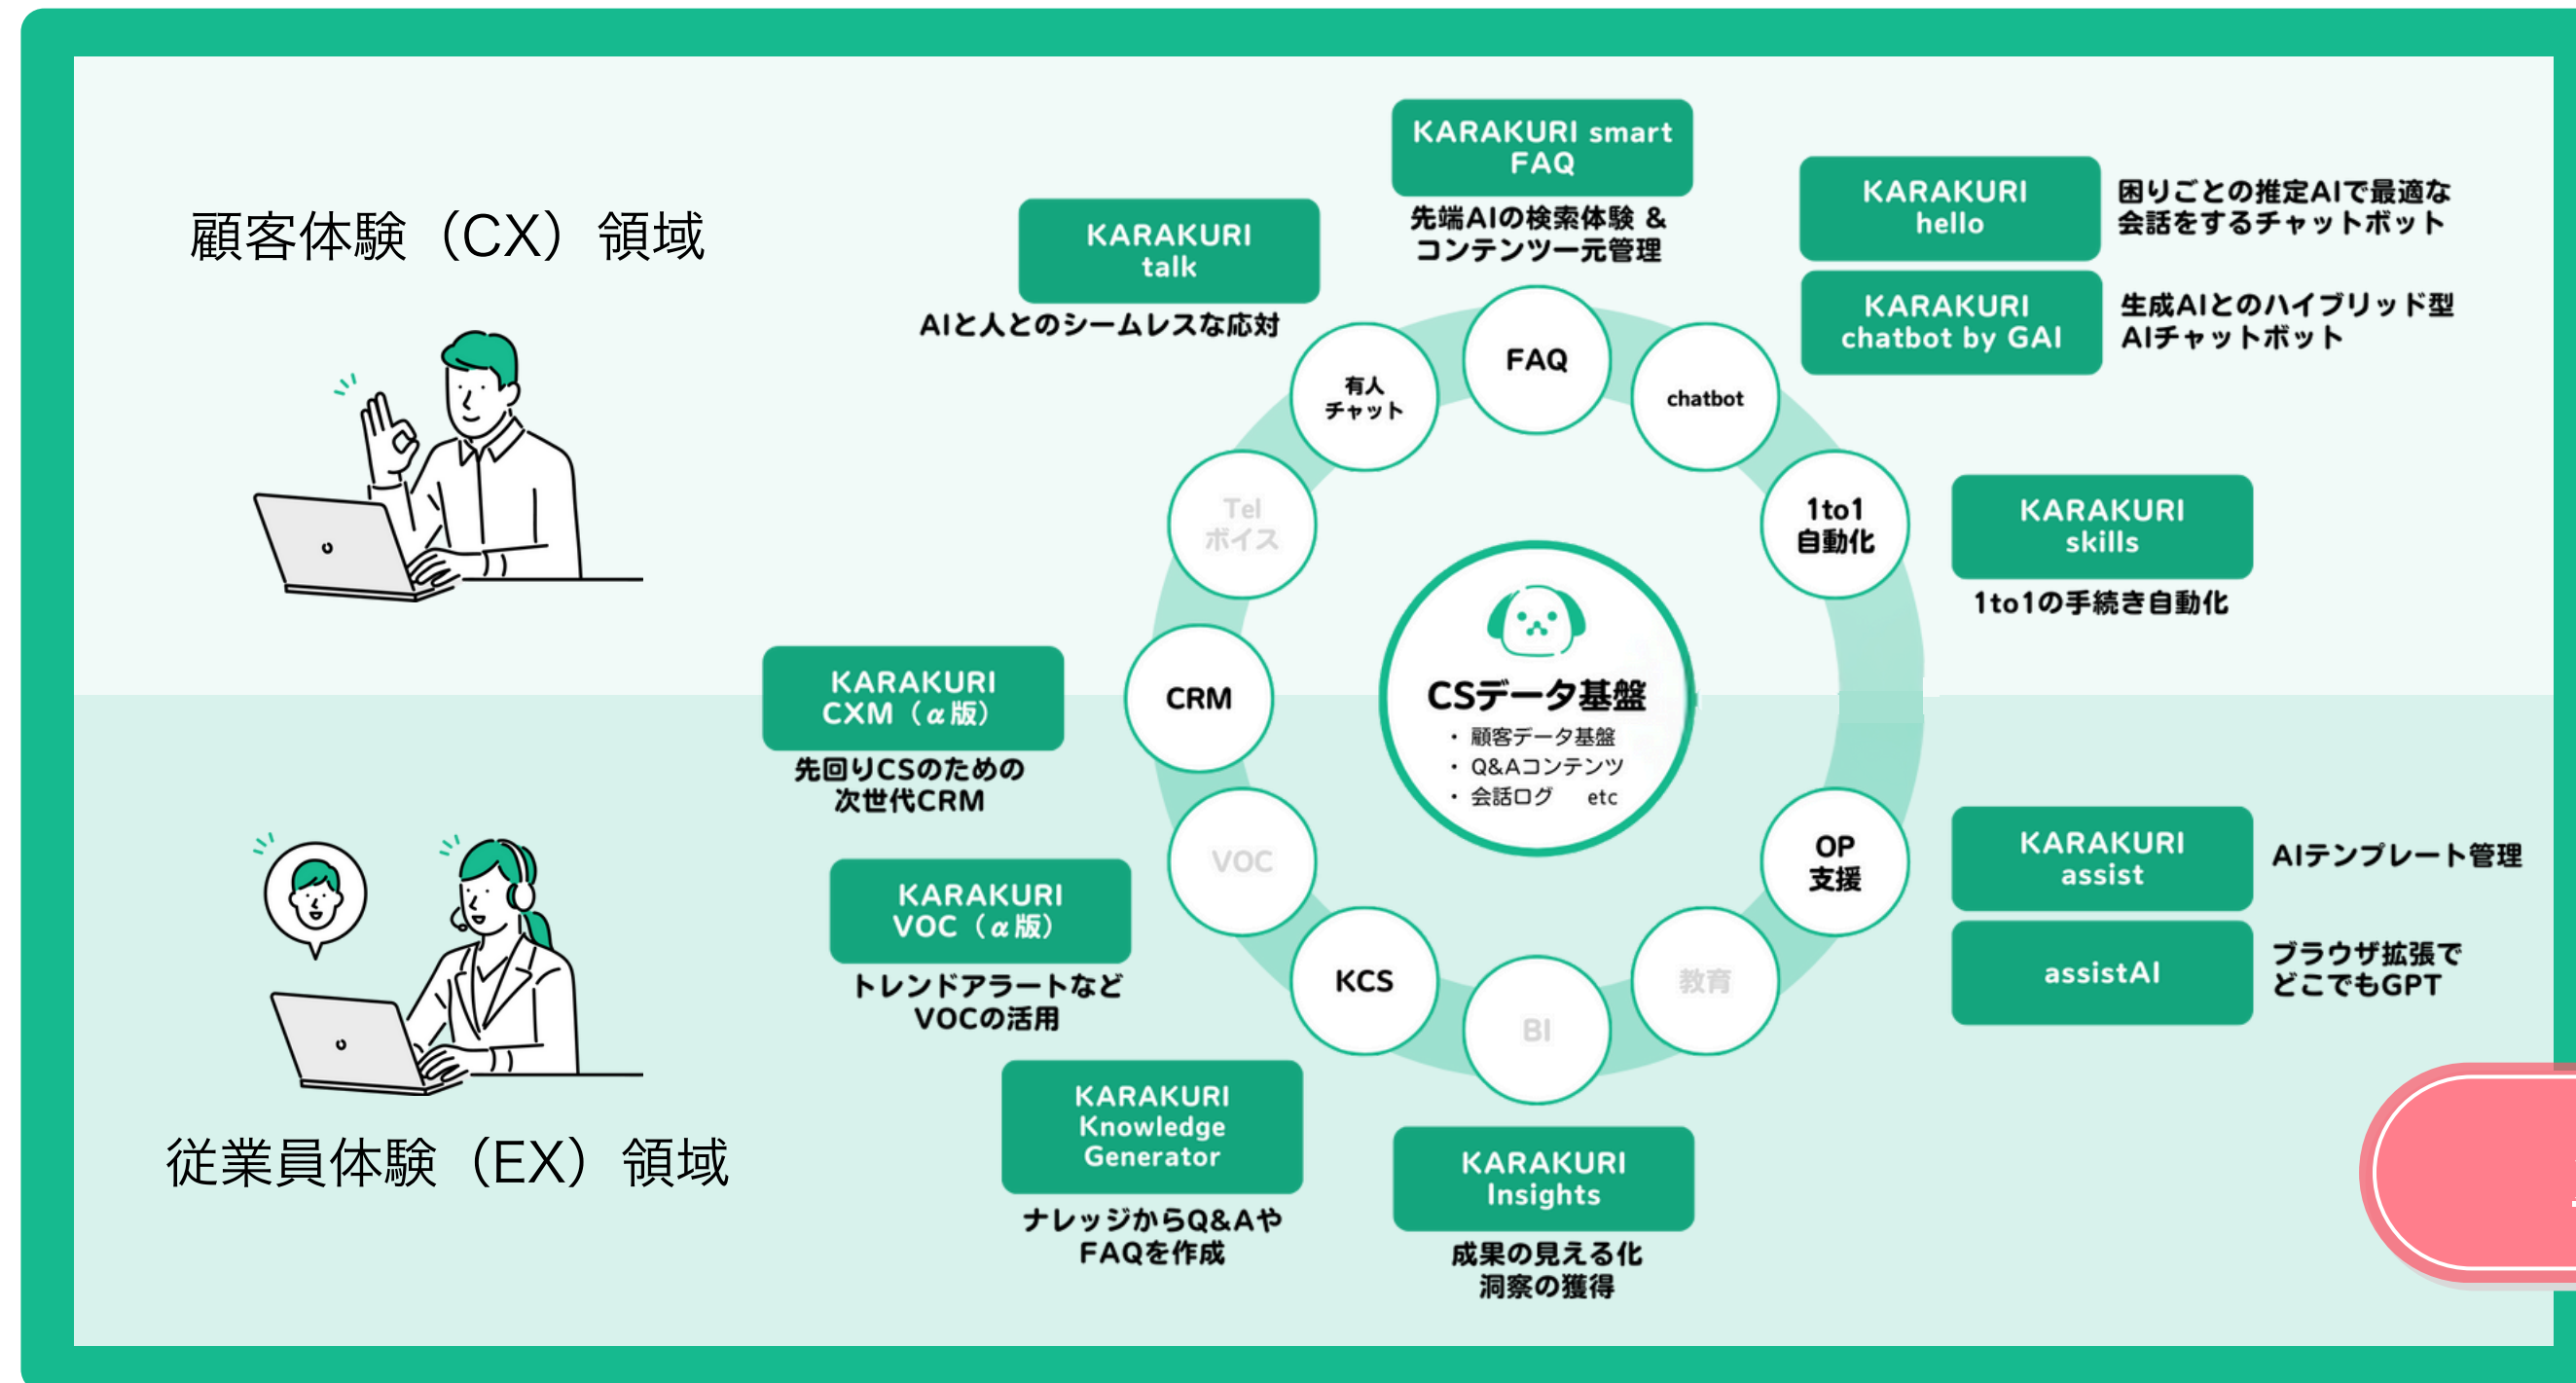 顧客体験（CX）領域
KARAKURI
talk
AIと人とのシームレスな応対
KARAKURI smart
FAQ
先端AIの検索体験 &
コンテンツ一元管理
KARAKURI
hello
困りごとの推定AIで最適な
会話をするチャットボット
KARAKURI
chatbot by GAI
生成AIとのハイブリッド型
AIチャットボット
有人
チャット
FAQ
chatbot
Tel
ボイス
1to1
自動化
KARAKURI
skills
1to1の手続き自動化
CSデータ基盤
・ 顧客データ基盤
・ Q&Aコンテンツ
・ 会話ログ etc
CRM
KARAKURI
CXM（α版）
先回りCSのための
次世代CRM
VOC
KARAKURI
VOC（α版）
トレンドアラートなど
VOCの活用
OP
支援
KARAKURI
assist
AIテンプレート管理
assistAI
ブラウザ拡張で
どこでもGPT
KCS
BI
教育
KARAKURI
Knowledge
Generator
ナレッジからQ&Aや
FAQを作成
KARAKURI
Insights
成果の見える化
洞察の獲得
従業員体験（EX）領域